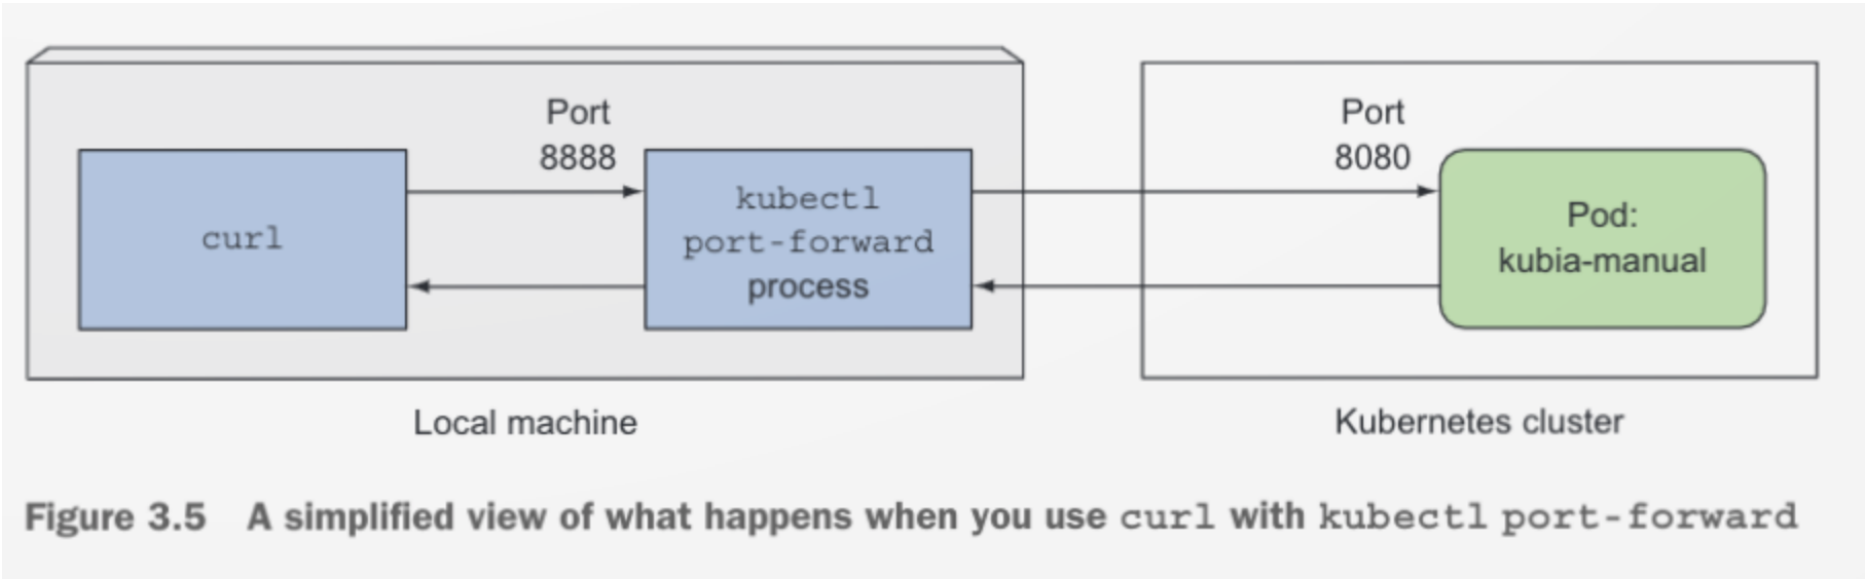 Port
8888
curl
kubectl
port-forward
process
Port
8080
Pod:
kubia-manual
Local machine
Kubernetes cluster
Figure 3.5 A simplified view of what happens when you use curl with kubectl port-forward